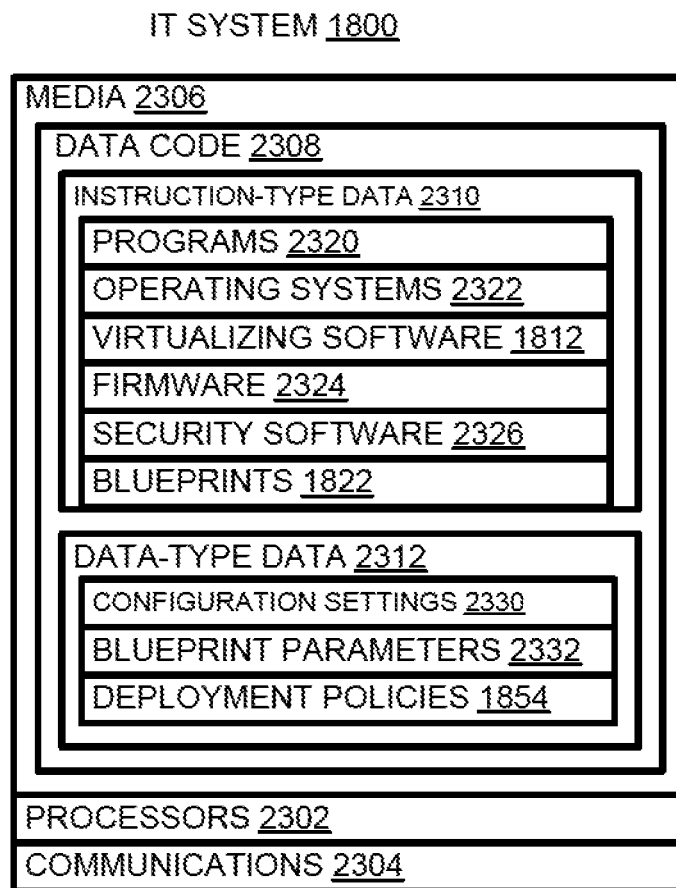 IT SYSTEM 1800
MEDIA 2306
DATA CODE 2308
INSTRUCTION-TYPE DATA 2310
PROGRAMS 2320
OPERATING SYSTEMS 2322
VIRTUALIZING SOFTWARE 1812
FIRMWARE 2324
SECURITY SOFTWARE 2326
BLUEPRINTS 1822
DATA-TYPE DATA 2312
CONFIGURATION SETTINGS 2330
BLUEPRINT PARAMETERS 2332
DEPLOYMENT POLICIES 1854
PROCESSORS 2302
COMMUNICATIONS 2304